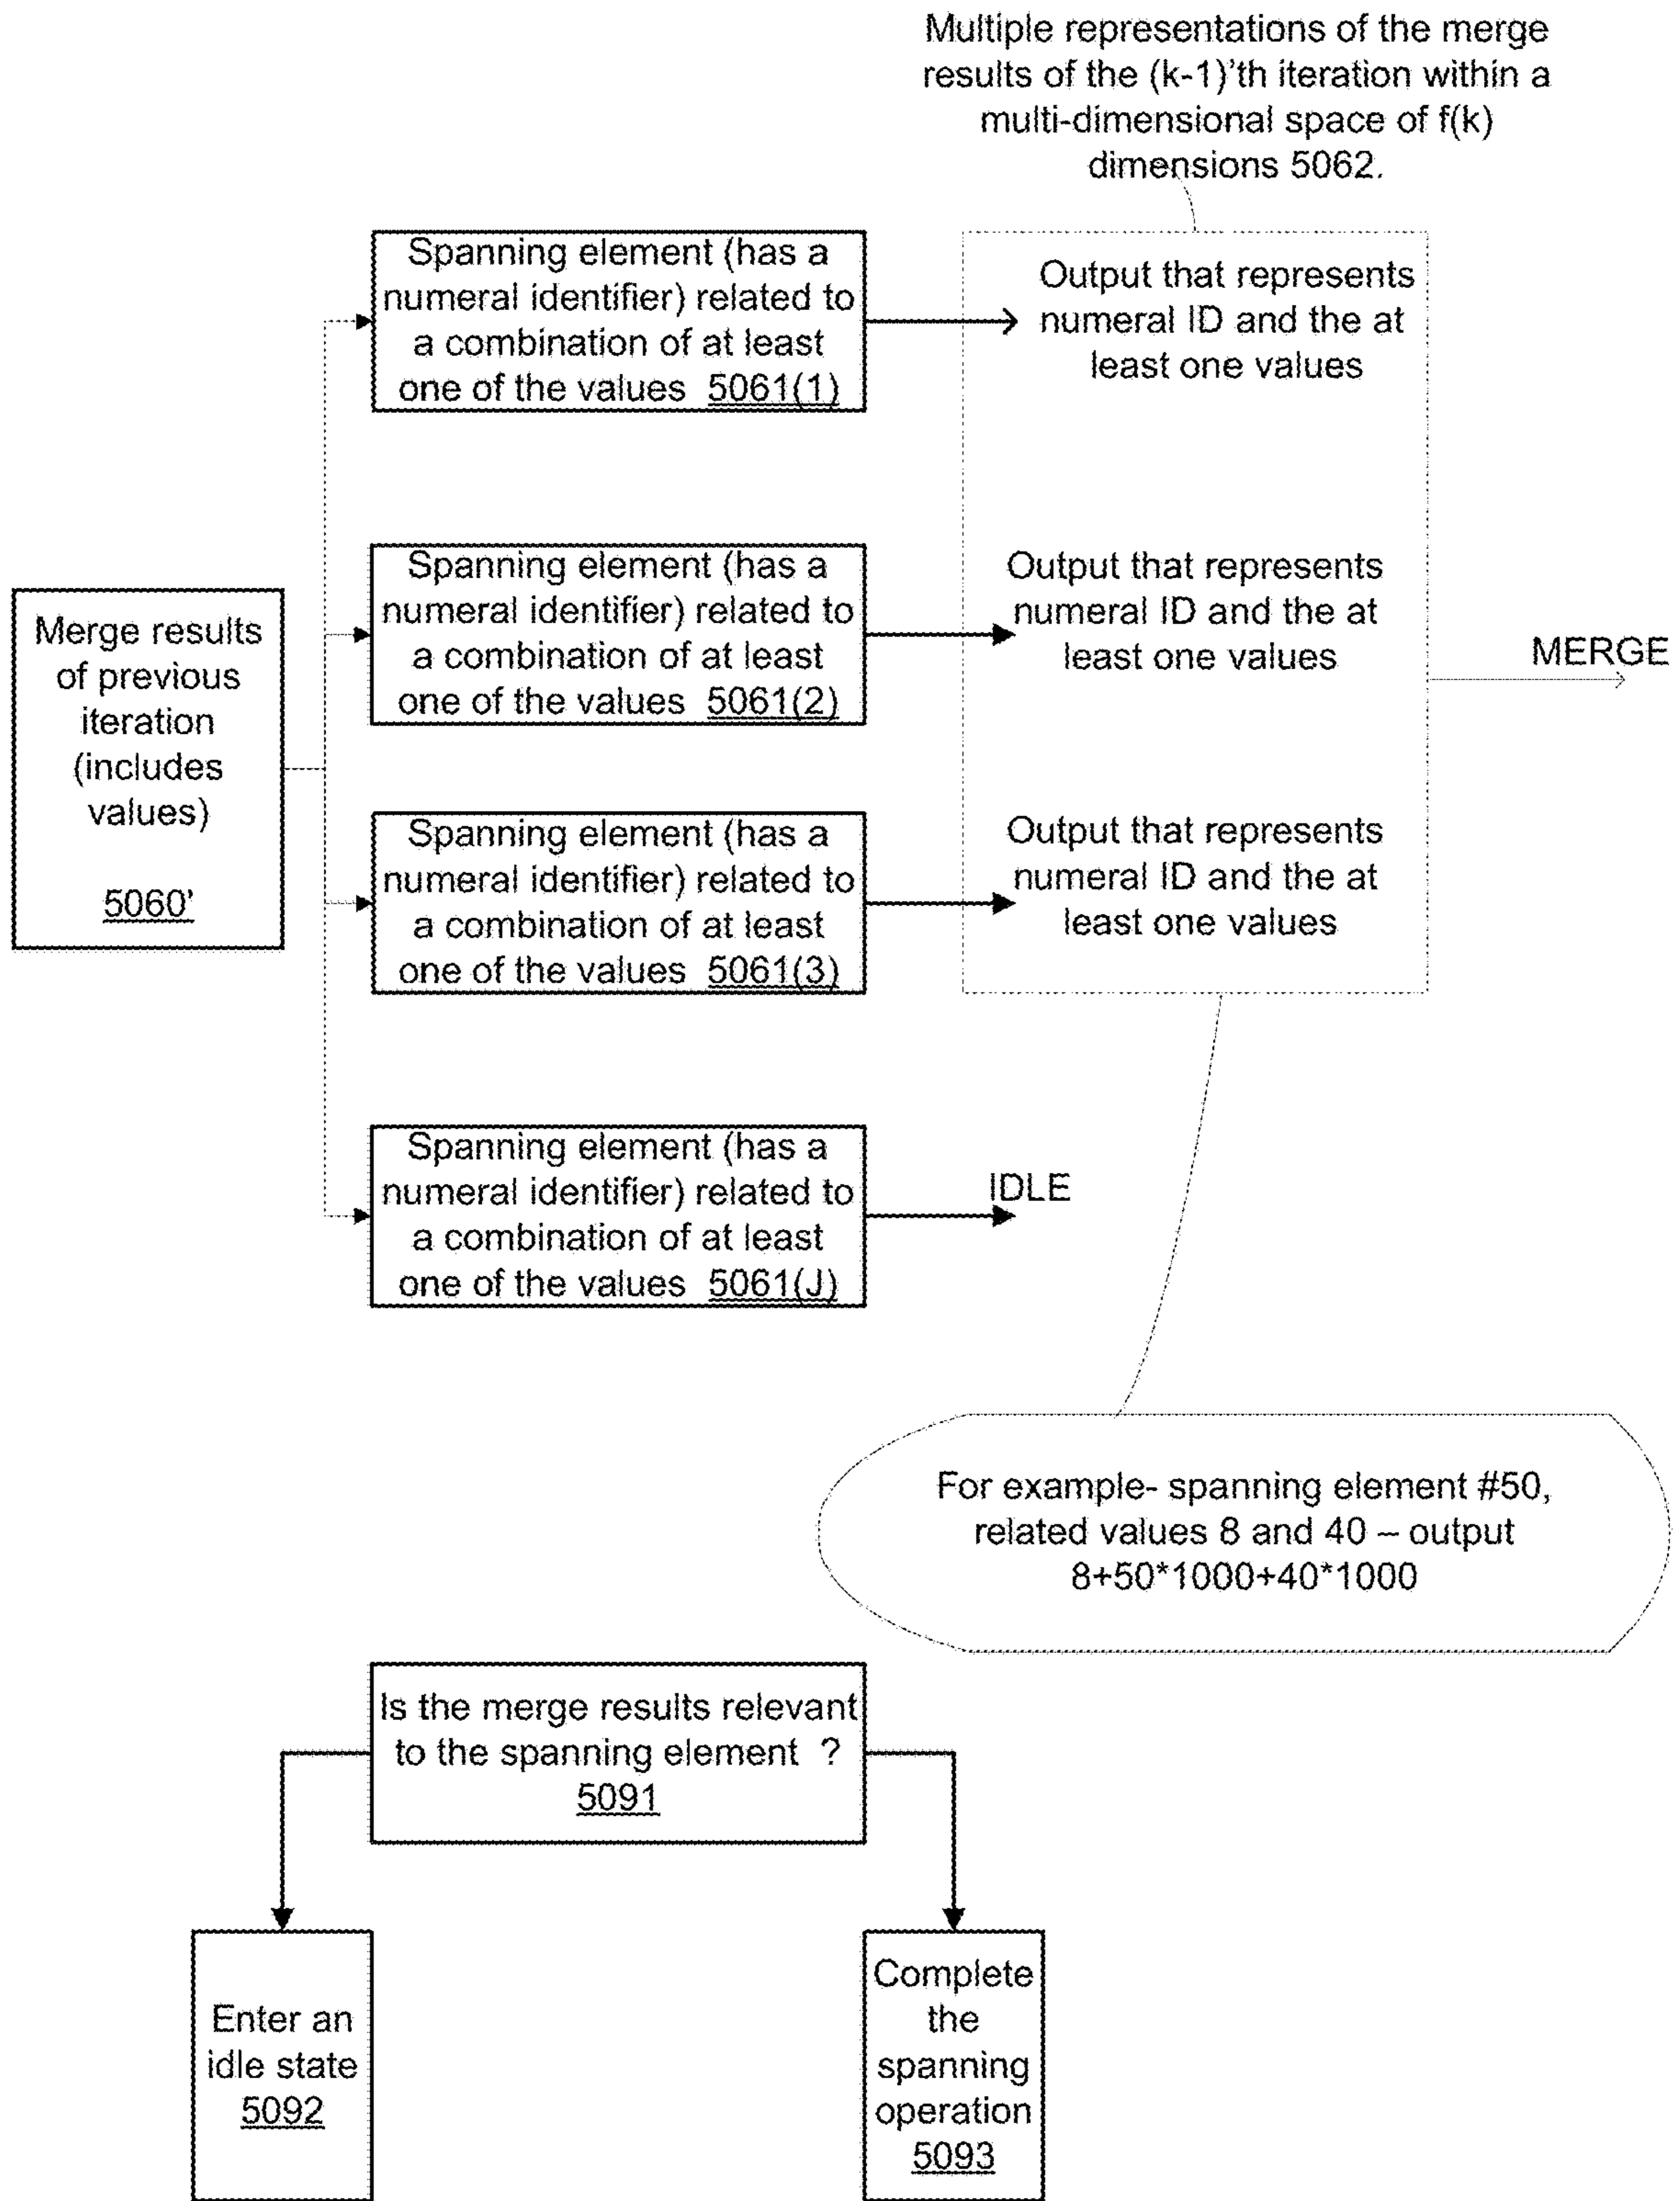 Multiple representations of the merge
results of the (k-1)'th iteration within a
multi-dimensional space of f(k)
dimensions 5062.
Spanning element (has a
numeral identifier) related to
a combination of at least
one of the values 5061(1)
Output that represents
numeral ID and the at
least one values
Merge results
of previous
iteration
(includes
values)
5060'
Spanning element (has a
numeral identifier) related to
a combination of at least
one of the values 5061(2)
Output that represents
numeral ID and the at
least one values
MERGE
Spanning element (has a
numeral identifier) related to
a combination of at least
one of the values 5061(3)
Output that represents
numeral ID and the at
least one values
Spanning element (has a
numeral identifier) related to
a combination of at least
one of the values 5061(J)
IDLE
For example- spanning element #50,
related values 8 and 40 – output
8+50*1000+40*1000
Is the merge results relevant
to the spanning element ?
5091
Enter an
idle state
5092
Complete
the
spanning
operation
5093